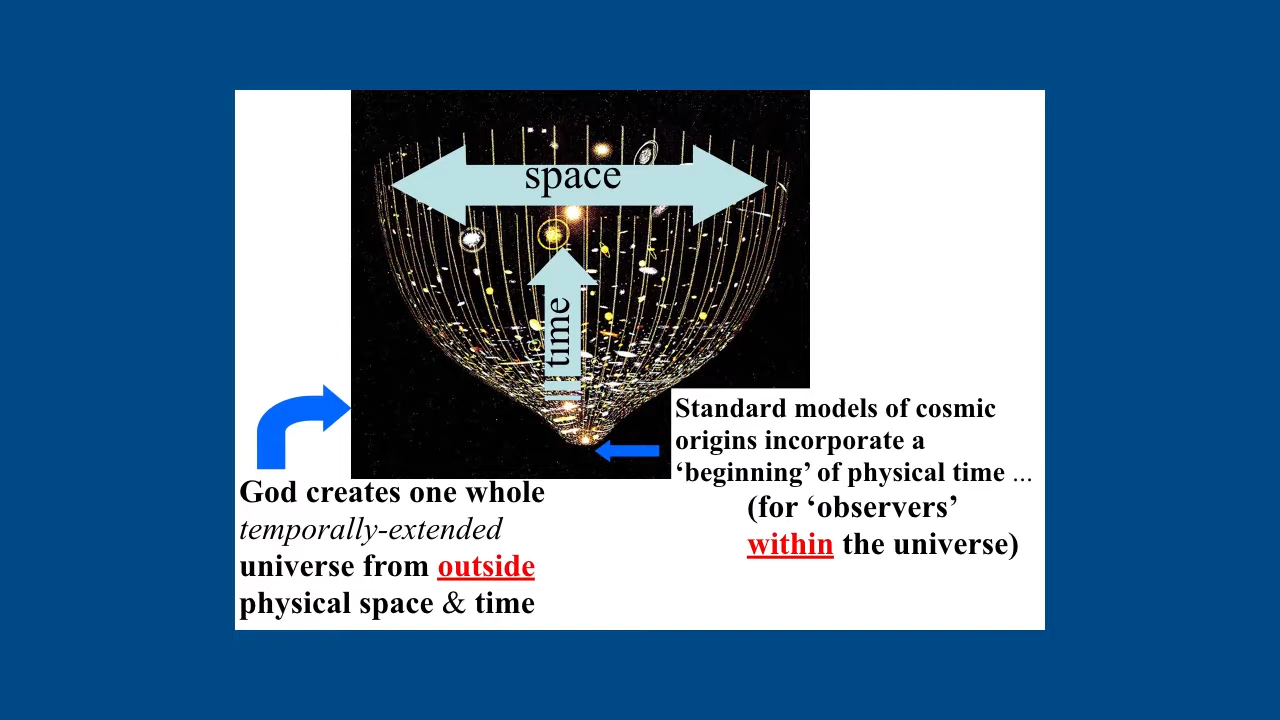 space
time
God creates one whole
temporally-extended
universe from outside
physical space & time
Standard models of cosmic
origins incorporate a
‘beginning’ of physical time ...
(for ‘observers’
within the universe)